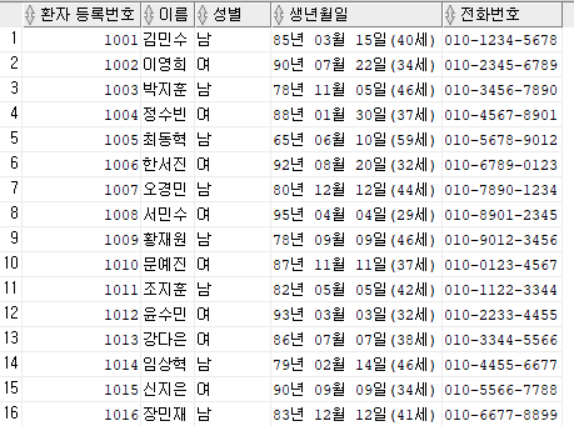 환자 등록번호 이름 성별 생년월일 전화번호
1 1001 김민수 남 85년 03월 15일(40세) 010-1234-5678
2 1002 이영희 여 90년 07월 22일(34세) 010-2345-6789
3 1003 박지훈 남 78년 11월 05일(46세) 010-3456-7890
4 1004 정수빈 여 88년 01월 30일(37세) 010-4567-8901
5 1005 최동혁 남 65년 06월 10일(59세) 010-5678-9012
6 1006 한서진 여 92년 08월 20일(32세) 010-6789-0123
7 1007 오경민 남 80년 12월 12일(44세) 010-7890-1234
8 1008 서민수 여 95년 04월 04일(29세) 010-8901-2345
9 1009 황재원 남 78년 09월 09일(46세) 010-9012-3456
10 1010 문예진 여 87년 11월 11일(37세) 010-0123-4567
11 1011 조지훈 남 82년 05월 05일(42세) 010-1122-3344
12 1012 윤수민 여 93년 03월 03일(32세) 010-2233-4455
13 1013 강다은 여 86년 07월 07일(38세) 010-3344-5566
14 1014 임상혁 남 79년 02월 14일(46세) 010-4455-6677
15 1015 신지은 여 90년 09월 09일(34세) 010-5566-7788
16 1016 장민재 남 83년 12월 12일(41세) 010-6677-8899